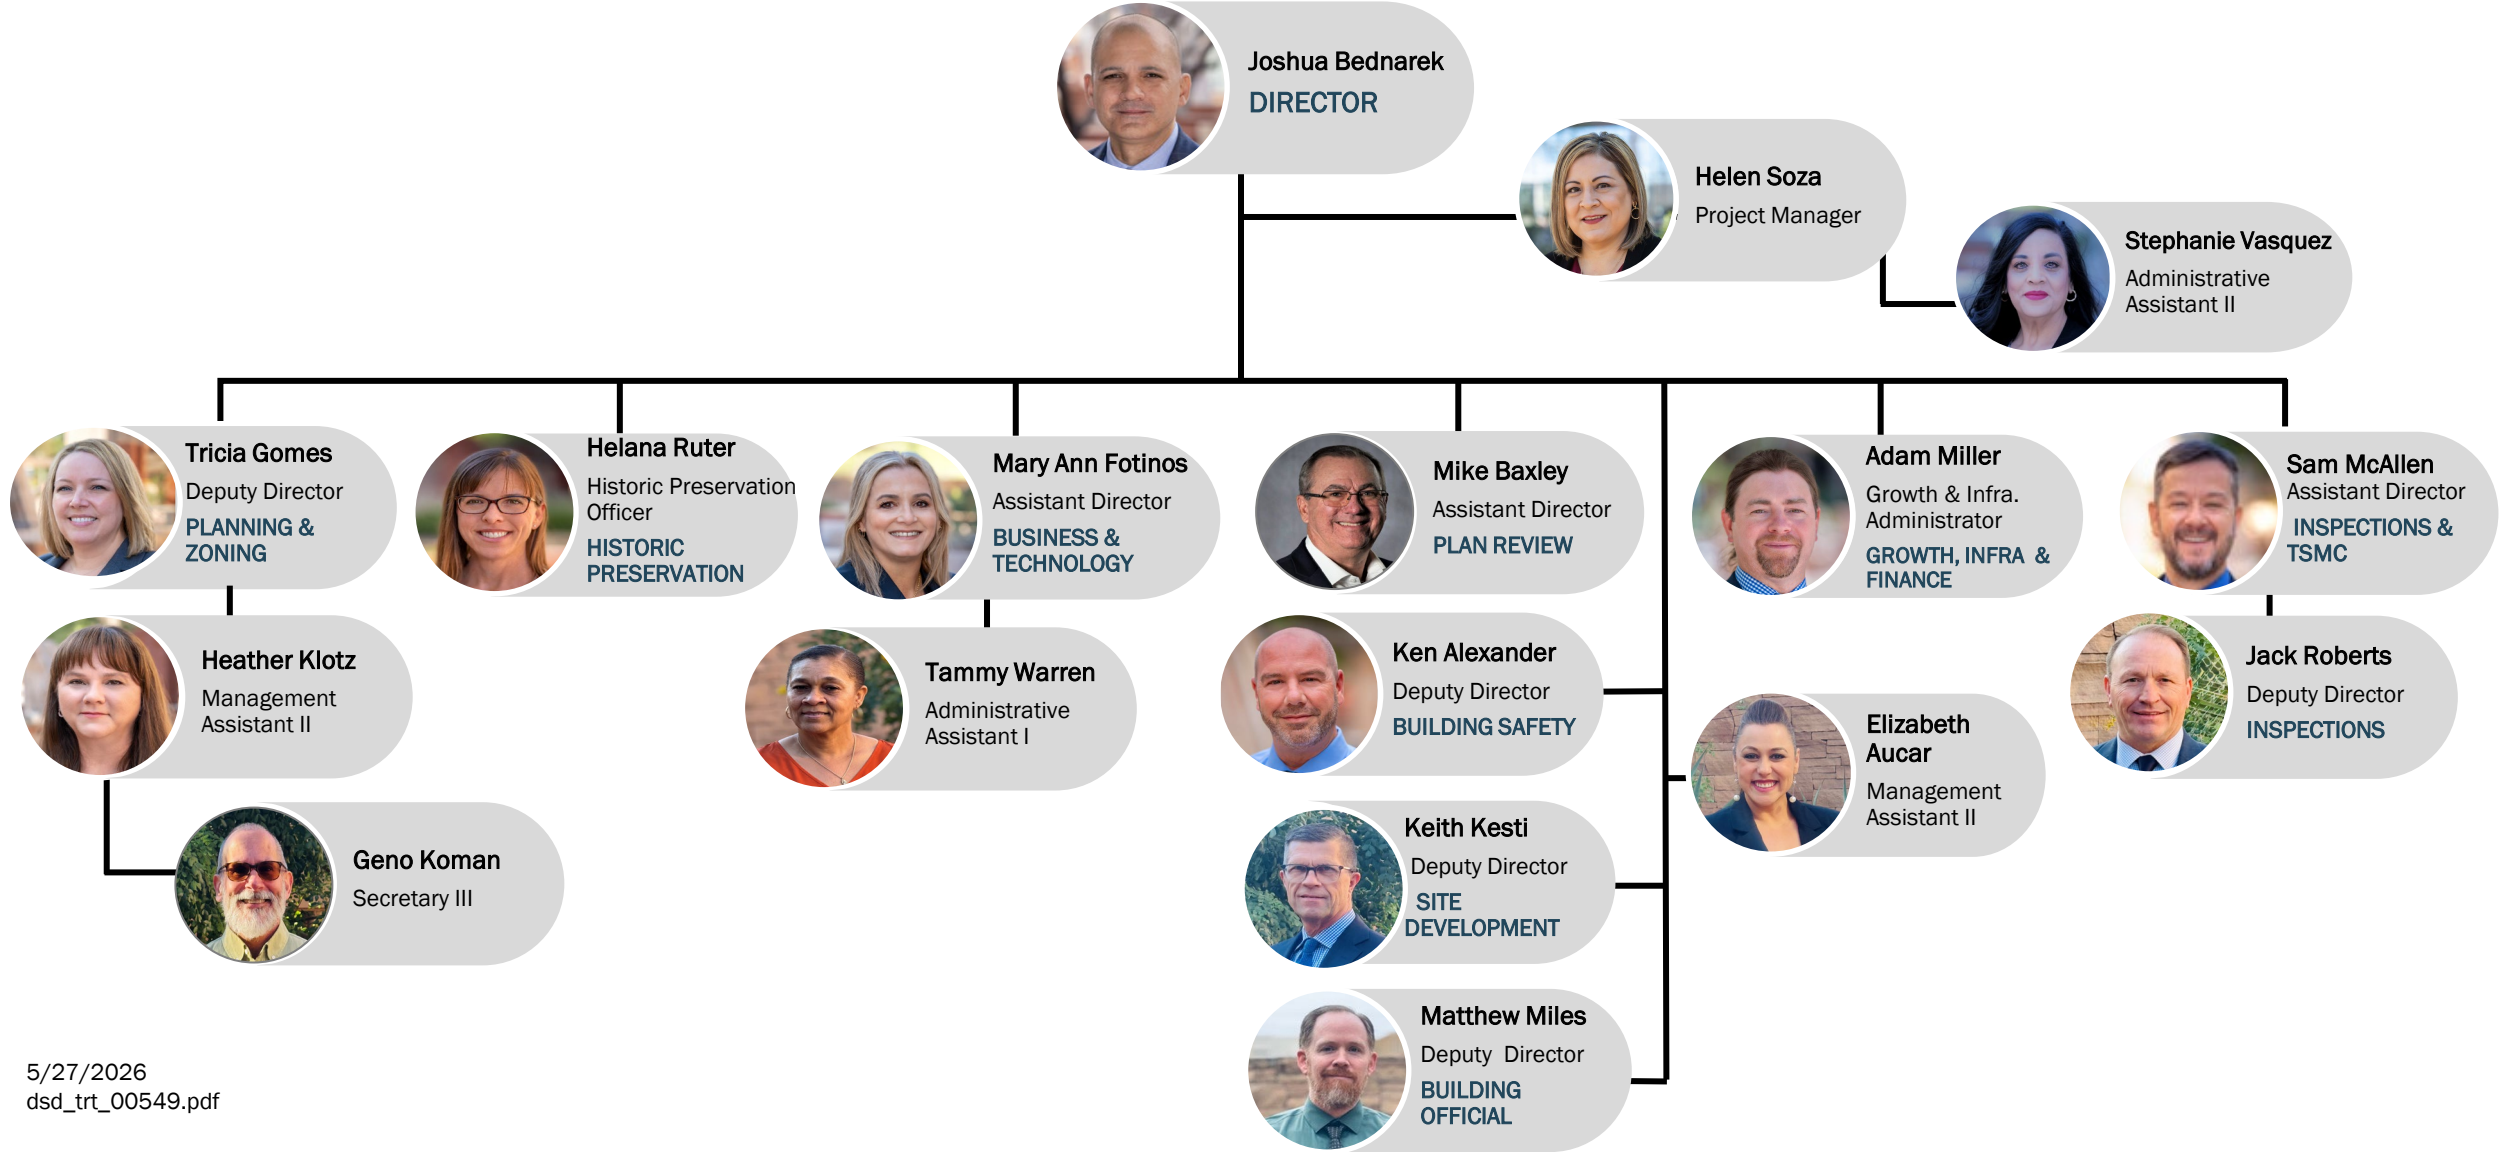 Joshua Bednarek
DIRECTOR
Helen Soza
Project Manager
Stephanie Vasquez
Administrative
Assistant II
Tricia Gomes
Deputy Director
PLANNING &
ZONING
Helana Ruter
Historic Preservation
Officer
HISTORIC
PRESERVATION
Mary Ann Fotinos
Assistant Director
BUSINESS &
TECHNOLOGY
Mike Baxley
Assistant Director
PLAN REVIEW
Adam Miller
Growth & Infra.
Administrator
GROWTH, INFRA &
FINANCE
Sam McAllen
Assistant Director
INSPECTIONS &
TSMC
Heather Klotz
Management
Assistant II
Tammy Warren
Administrative
Assistant I
Ken Alexander
Deputy Director
BUILDING SAFETY
Elizabeth
Aucar
Management
Assistant II
Jack Roberts
Deputy Director
INSPECTIONS
Geno Koman
Secretary III
Keith Kesti
Deputy Director
SITE
DEVELOPMENT
Matthew Miles
Deputy Director
BUILDING
OFFICIAL
5/27/2026
dsd_trt_00549.pdf